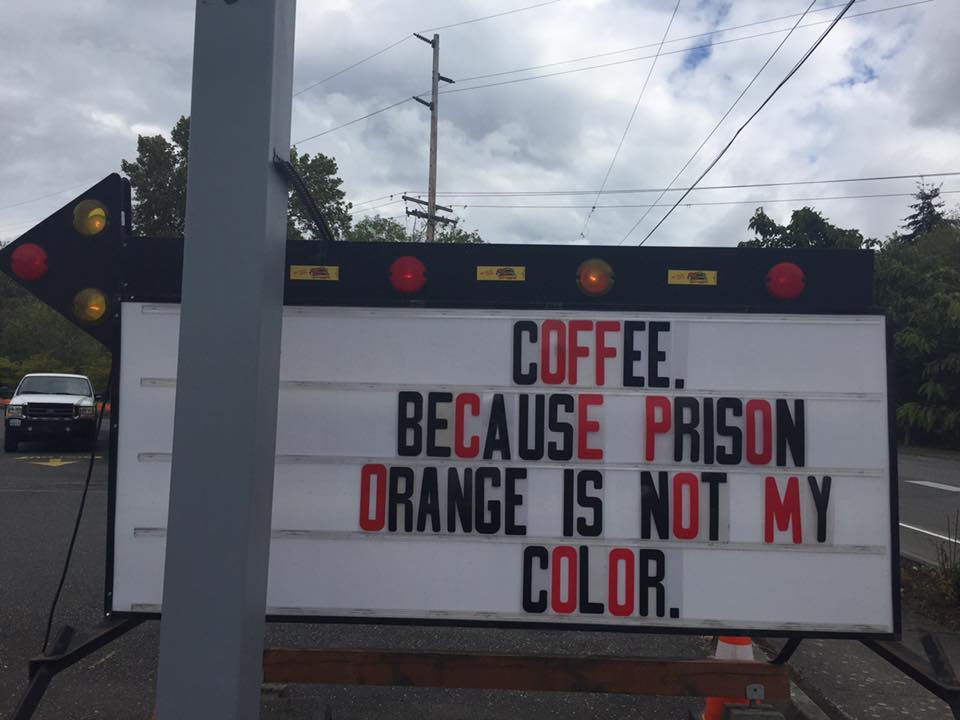 COFFEE.
BECAUSE PRISON
ORANGE IS NOT MY
COLOR.